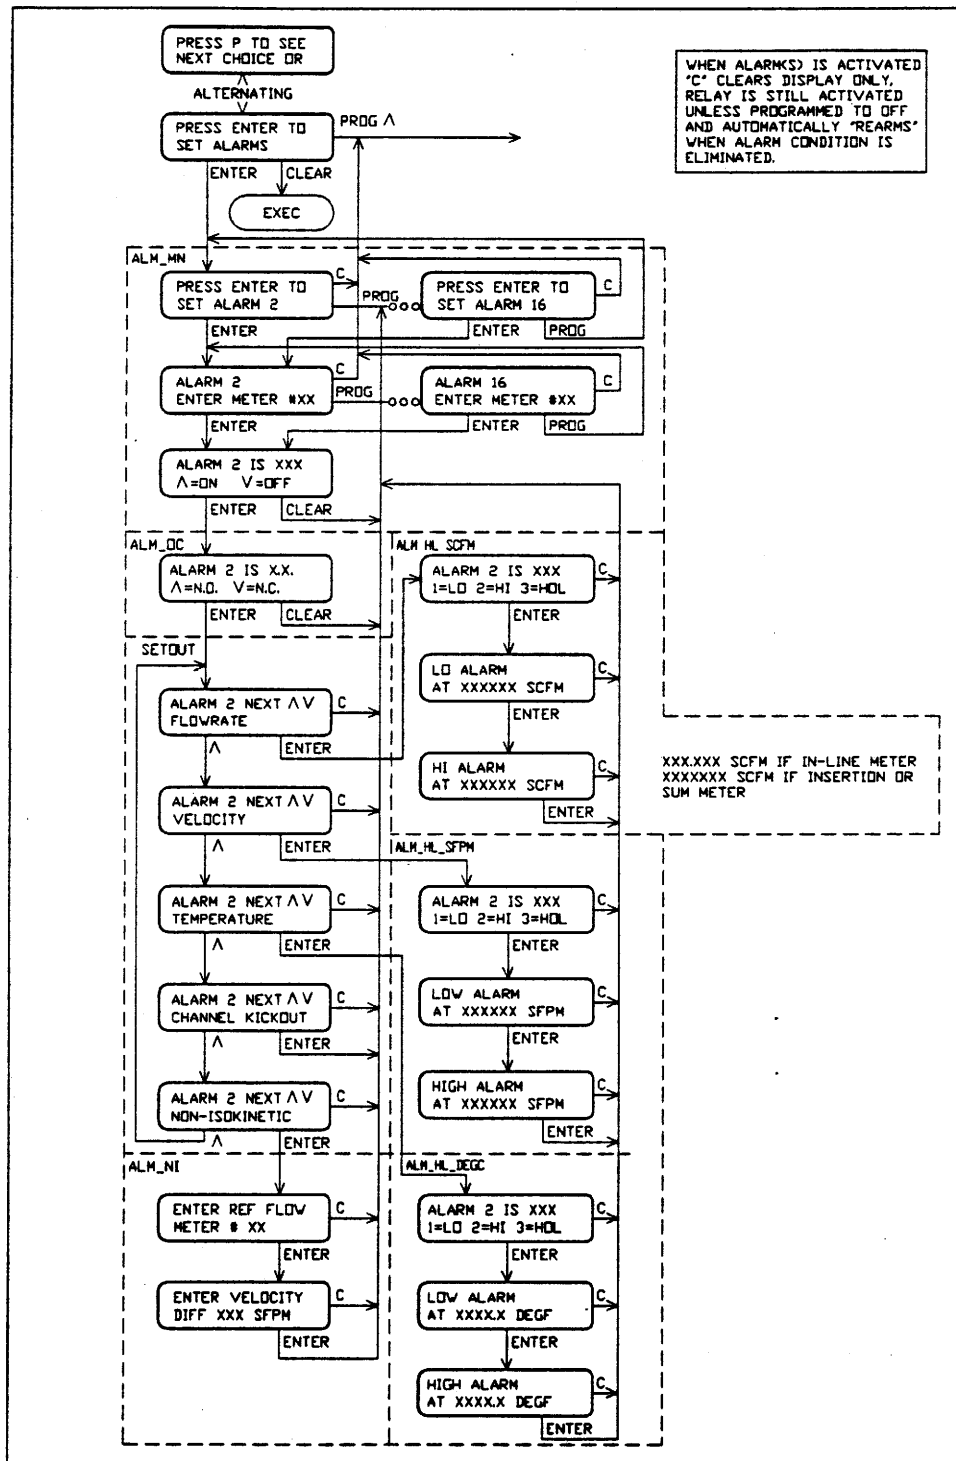 PRESS P TO SEE
NEXT CHOICE OR
ALTERNATING
PRESS ENTER TO
SET ALARMS
PROG Λ
ENTER
CLEAR
EXEC
WHEN ALARM(S) IS ACTIVATED
"C" CLEARS DISPLAY ONLY,
RELAY IS STILL ACTIVATED
UNLESS PROGRAMMED TO OFF
AND AUTOMATICALLY "REARMS"
WHEN ALARM CONDITION IS
ELIMINATED.
ALM_MN
PRESS ENTER TO
SET ALARM 2
C
PROG
ENTER
PRESS ENTER TO
SET ALARM 16
C
ENTER
PROG
ALARM 2
ENTER METER #XX
C
PROG
ENTER
ALARM 16
ENTER METER #XX
C
ENTER
PROG
ALARM 2 IS XXX
Λ=ON V=OFF
ENTER
CLEAR
ALM_OC
ALARM 2 IS X.X.
Λ=N.O. V=N.C.
ENTER
CLEAR
SETOUT
ALARM 2 NEXT Λ V
FLOWRATE
C
Λ
ENTER
ALARM 2 NEXT Λ V
VELOCITY
C
Λ
ENTER
ALARM 2 NEXT Λ V
TEMPERATURE
C
Λ
ENTER
ALARM 2 NEXT Λ V
CHANNEL KICKOUT
C
Λ
ENTER
ALARM 2 NEXT Λ V
NON-ISOKINETIC
C
Λ
ENTER
ALM_NI
ENTER REF FLOW
METER # XX
C
ENTER
ENTER VELOCITY
DIFF XXX SFPM
C
ENTER
ALM HL SCFM
ALARM 2 IS XXX
1=LO 2=HI 3=HOL
C
ENTER
LO ALARM
AT XXXXXX SCFM
C
ENTER
HI ALARM
AT XXXXXX SCFM
C
ENTER
XXX.XXX SCFM IF IN-LINE METER
XXXXXXX SCFM IF INSERTION OR
SUM METER
ALM_HL_SFPM
ALARM 2 IS XXX
1=LO 2=HI 3=HOL
C
ENTER
LOW ALARM
AT XXXXXX SFPM
C
ENTER
HIGH ALARM
AT XXXXXX SFPM
C
ENTER
ALM_HL_DEGC
ALARM 2 IS XXX
1=LO 2=HI 3=HOL
C
ENTER
LOW ALARM
AT XXXX.X DEGF
C
ENTER
HIGH ALARM
AT XXXX.X DEGF
C
ENTER